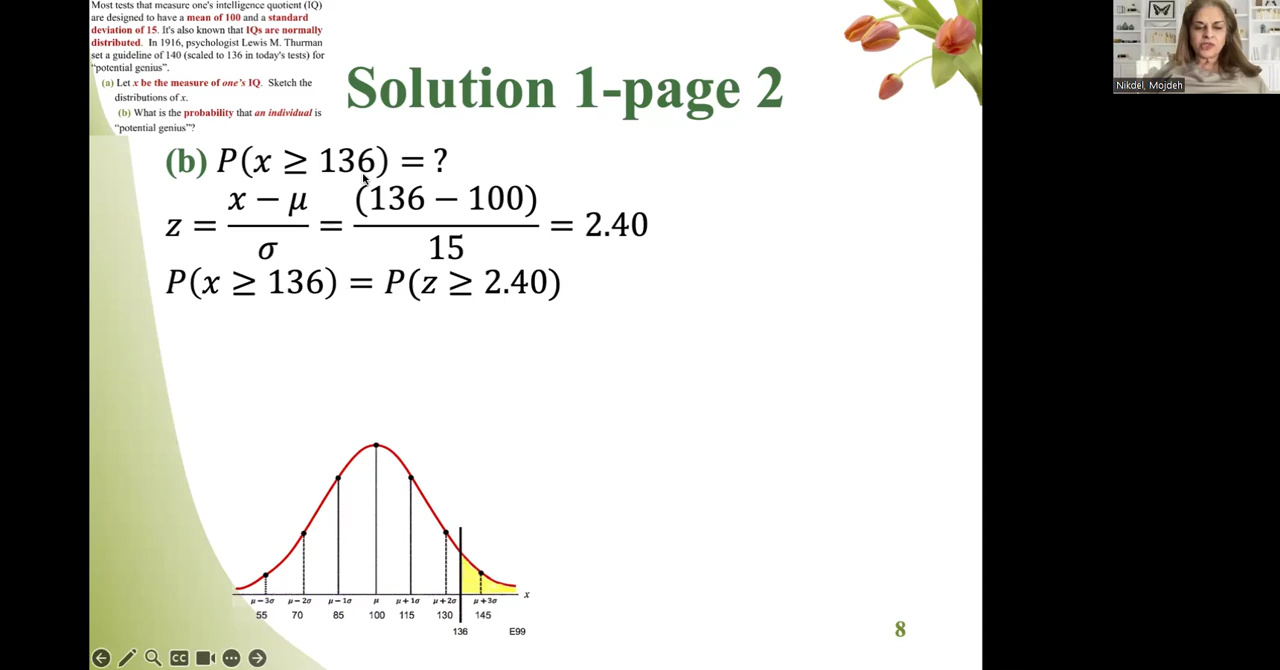 Most tests that measure one's intelligence quotient (IQ)
are designed to have a mean of 100 and a standard
deviation of 15. It's also known that IQs are normally
distributed. In 1916, psychologist Lewis M. Thurman
set a guideline of 140 (scaled to 136 in today's tests) for
"potential genius".
(a) Let x be the measure of one's IQ. Sketch the
distributions of x.
(b) What is the probability that an individual is
"potential genius"?
Solution 1-page 2
Nikdel, Mojdeh
(b) P(x ≥ 136) = ?
z = (x − μ)/σ = (136 − 100)/15 = 2.40
P(x ≥ 136) = P(z ≥ 2.40)
μ−3σ μ−2σ μ−1σ μ μ+1σ μ+2σ μ+3σ x
55 70 85 100 115 130 145
136 E99
8
CC